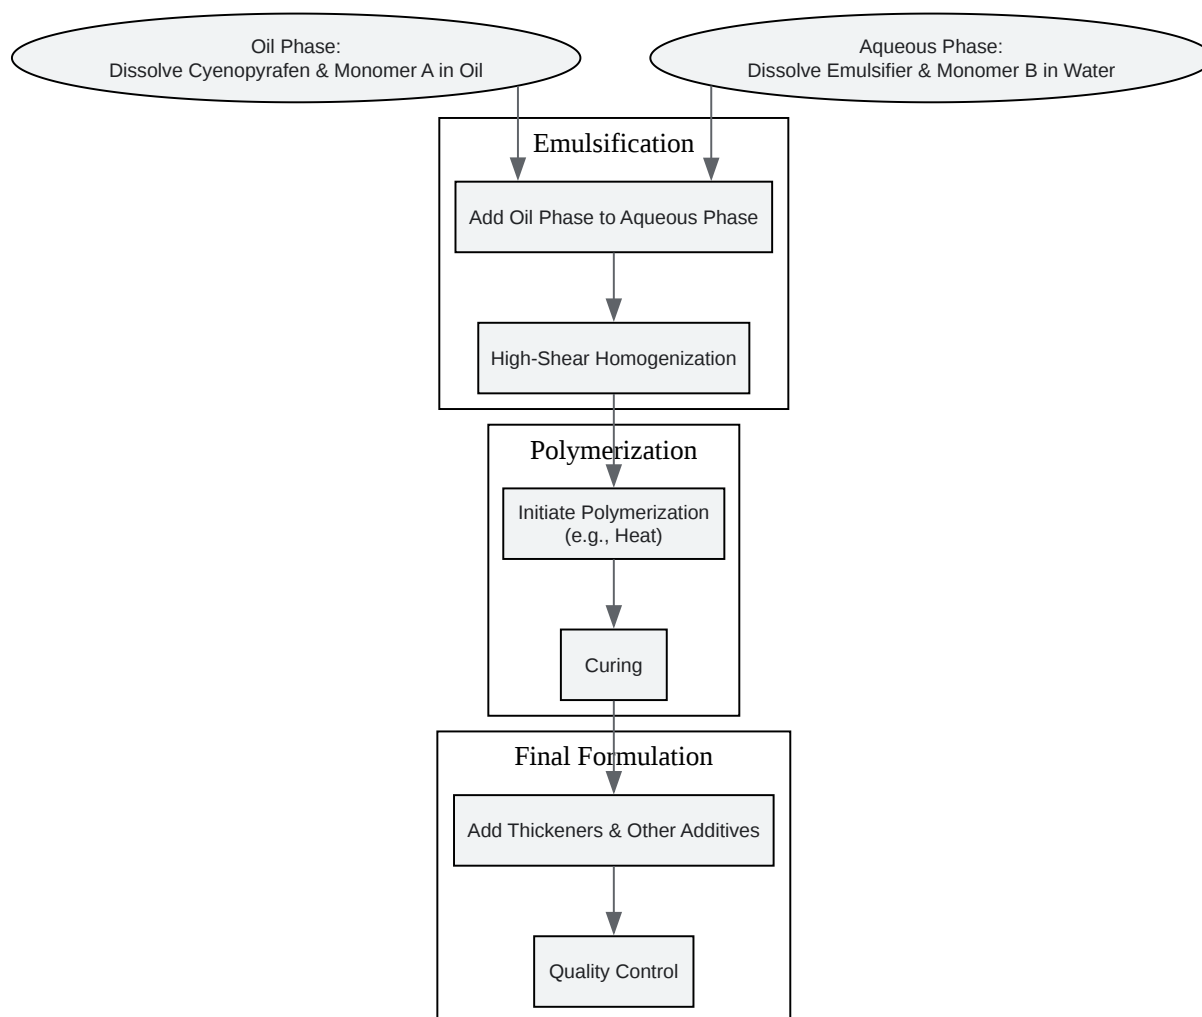 Oil Phase:
Dissolve Cyenopyrafen & Monomer A in Oil
Aqueous Phase:
Dissolve Emulsifier & Monomer B in Water
Emulsification
Add Oil Phase to Aqueous Phase
High-Shear Homogenization
Polymerization
Initiate Polymerization
(e.g., Heat)
Curing
Final Formulation
Add Thickeners & Other Additives
Quality Control